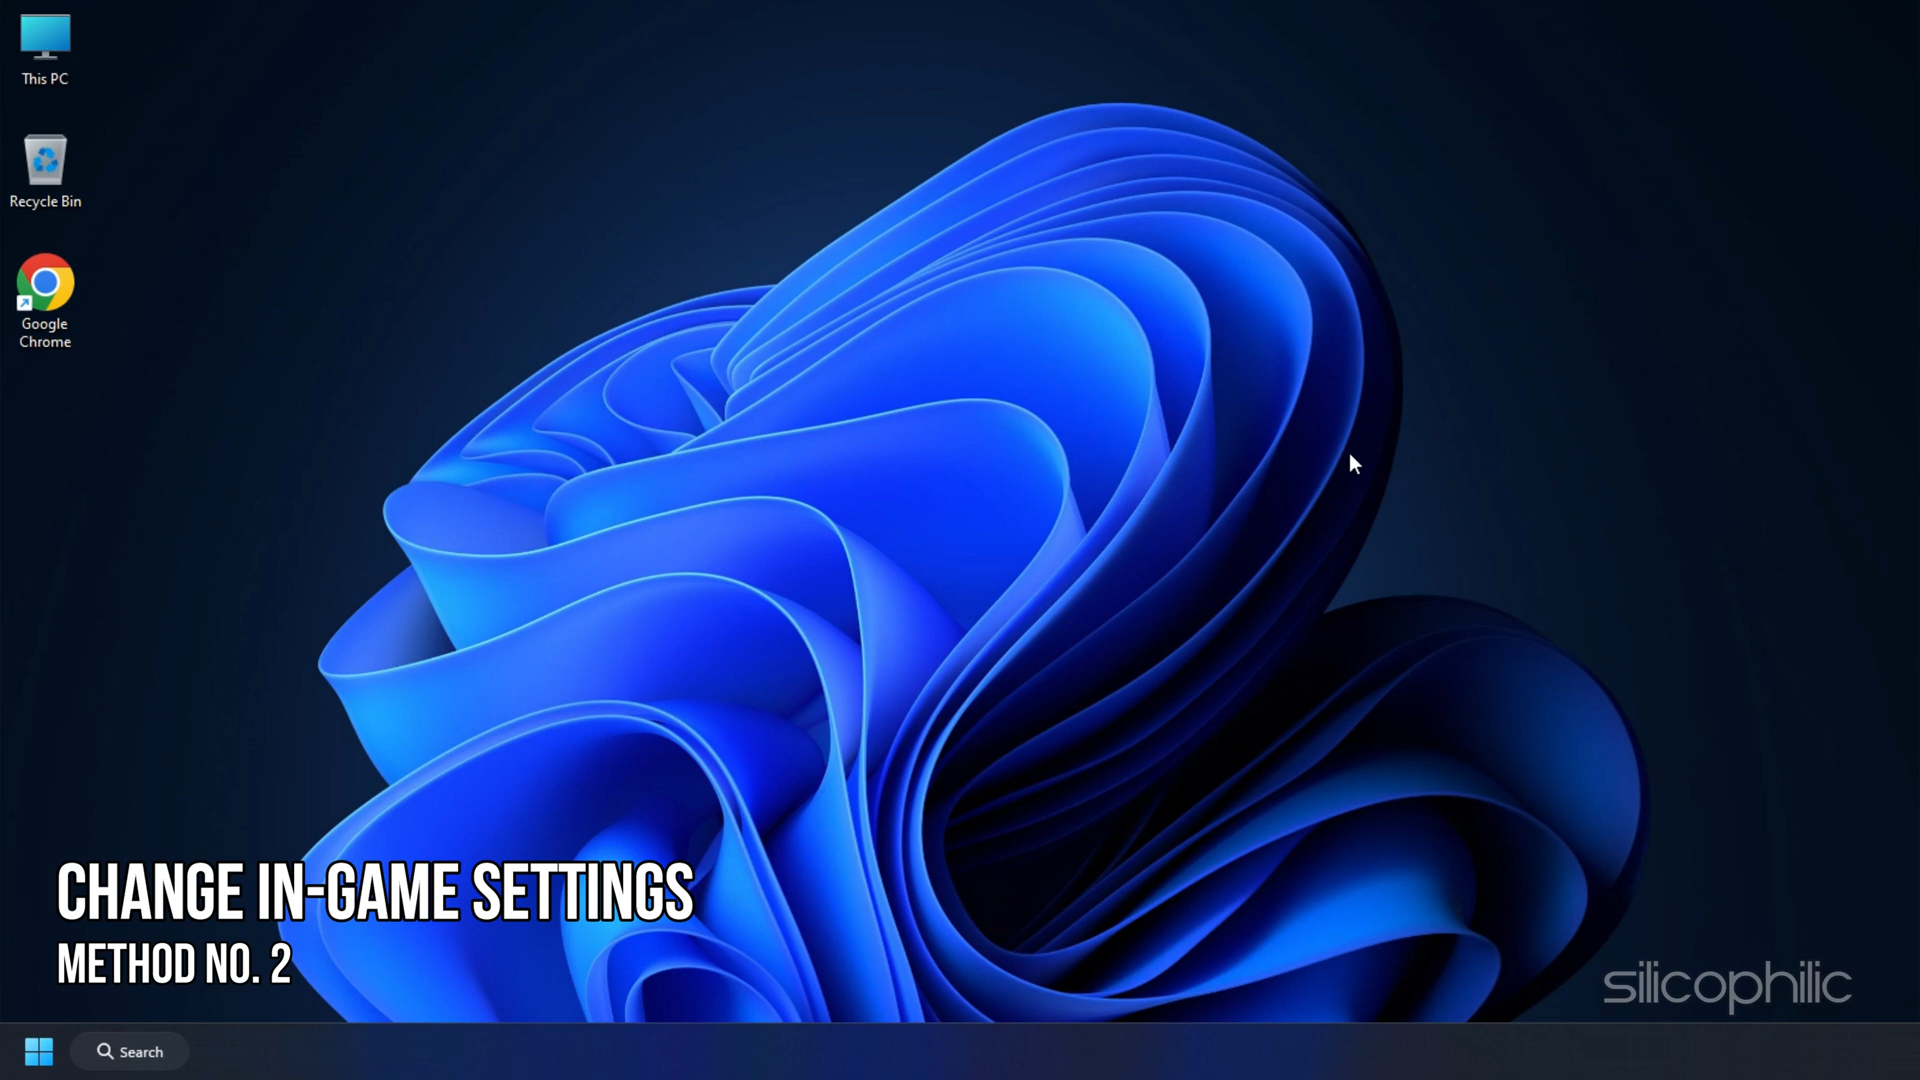 This PC
Recycle Bin
Google
Chrome
CHANGE IN-GAME SETTINGS
METHOD NO. 2
silicophilic
Search